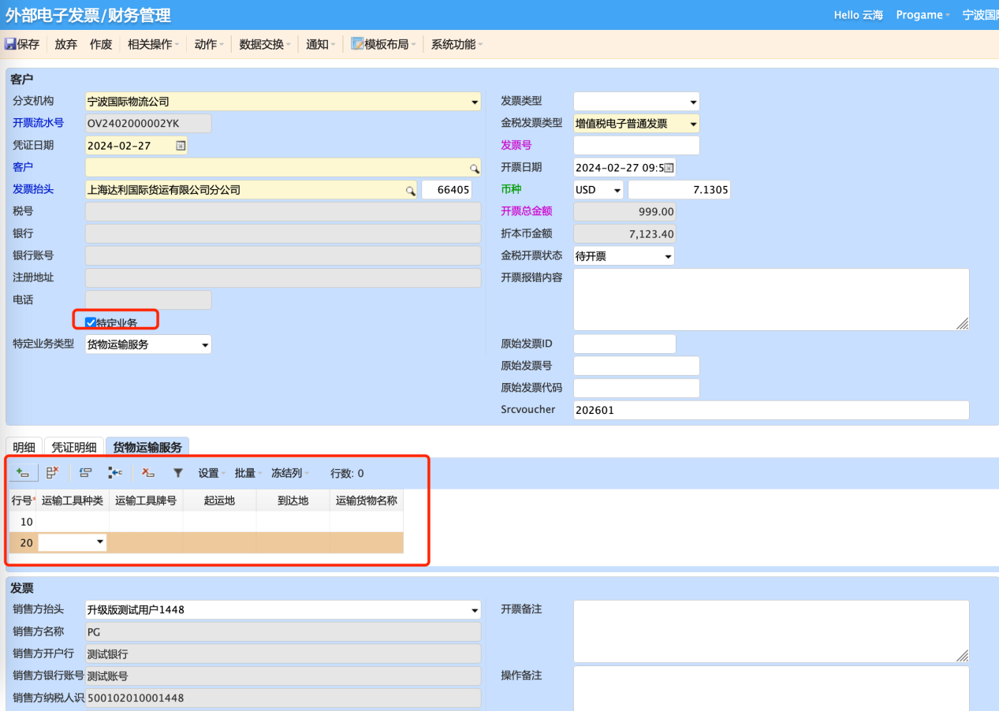 外部电子发票/财务管理
Hello 云海 Progame 宁波国际
保存 放弃 作废 相关操作 动作 数据交换 通知 模板布局 系统功能
客户
分支机构 宁波国际物流公司 发票类型
开票流水号 OV2402000002YK 金税发票类型 增值税电子普通发票
凭证日期 2024-02-27 发票号
客户 开票日期 2024-02-27 09:5
发票抬头 上海达利国际货运有限公司分公司 66405 币种 USD 7.1305
税号 开票总金额 999.00
银行 折本币金额 7,123.40
银行账号 金税开票状态 待开票
注册地址 开票报错内容
电话
特定业务
特定业务类型 货物运输服务 原始发票ID
原始发票号
原始发票代码
Srcvoucher 202601
明细 凭证明细 货物运输服务
设置 批量 冻结列 行数: 0
行号* 运输工具种类 运输工具牌号 起运地 到达地 运输货物名称
10
20
发票
销售方抬头 升级版测试用户1448 开票备注
销售方名称 PG
销售方开户行 测试银行
销售方银行账号 测试账号 操作备注
销售方纳税人识 500102010001448